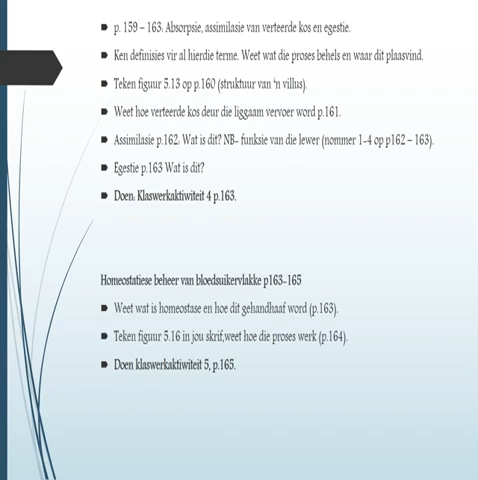 p. 159 – 163: Absorpsie, assimilasie van verteerde kos en egestie.
Ken definisies vir al hierdie terme. Weet wat die proses behels en waar dit plaasvind.
Teken figuur 5.13 op p.160 (struktuur van ‘n villus).
Weet hoe verteerde kos deur die liggaam vervoer word p.161.
Assimilasie p.162: Wat is dit? NB- funksie van die lewer (nommer 1-4 op p162 – 163).
Egestie p.163 Wat is dit?
Doen: Klaswerkaktiwiteit 4 p.163.
Homeostatiese beheer van bloedsuikervlakke p163-165
Weet wat is homeostase en hoe dit gehandhaaf word (p.163).
Teken figuur 5.16 in jou skrif,weet hoe die proses werk (p.164).
Doen klaswerkaktiwiteit 5, p.165.